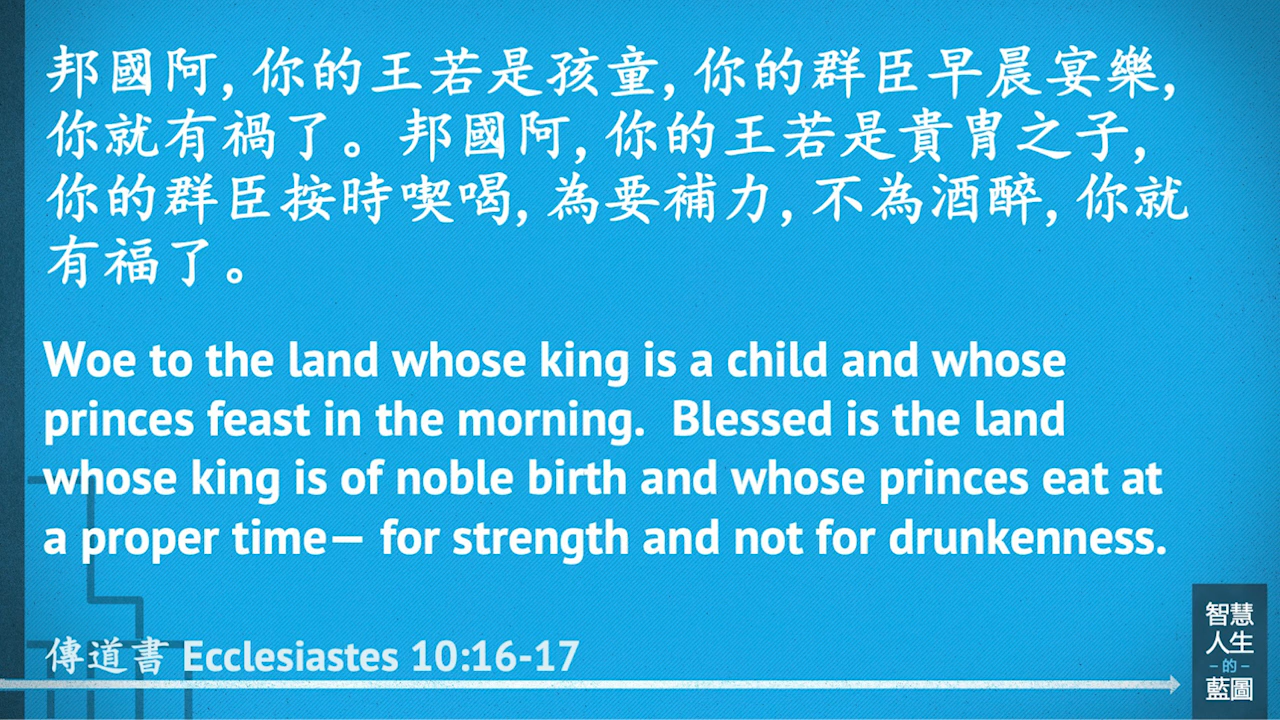 邦國阿, 你的王若是孩童, 你的群臣早晨宴樂,
你就有禍了。邦國阿, 你的王若是貴胄之子,
你的群臣按時喫喝, 為要補力, 不為酒醉, 你就
有福了。
Woe to the land whose king is a child and whose
princes feast in the morning.  Blessed is the land
whose king is of noble birth and whose princes eat at
a proper time— for strength and not for drunkenness.
傳道書 Ecclesiastes 10:16-17
智慧
人生
–的–
藍圖